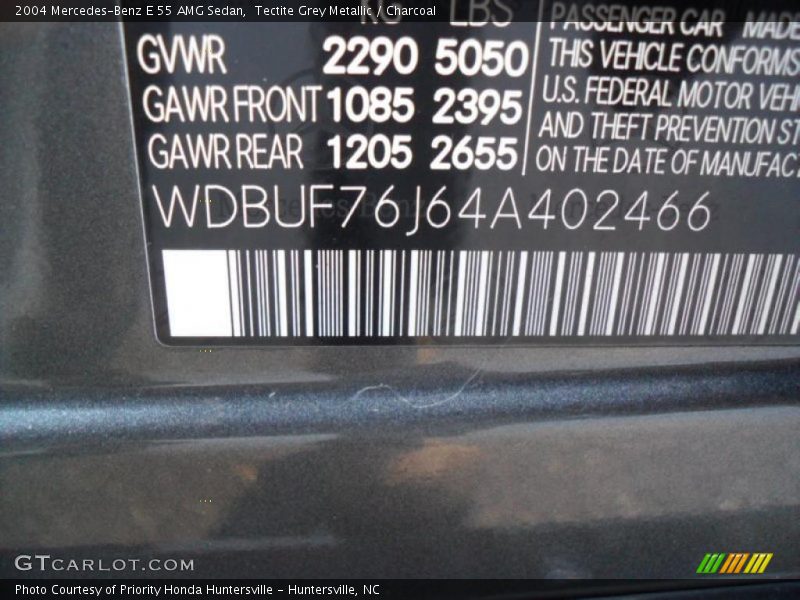 2004 Mercedes-Benz E 55 AMG Sedan, Tectite Grey Metallic / Charcoal
KG LBS
GVWR 2290 5050
GAWR FRONT 1085 2395
GAWR REAR 1205 2655
PASSENGER CAR MADE
THIS VEHICLE CONFORMS
U.S. FEDERAL MOTOR VEH
AND THEFT PREVENTION ST
ON THE DATE OF MANUFAC
WDBUF76J64A402466
GTCARLOT.COM
Photo Courtesy of Priority Honda Huntersville - Huntersville, NC